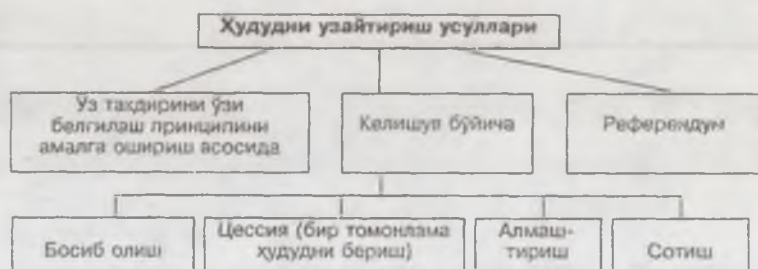 Ҳудудни узайтириш усуллари
Ўз тақдирини ўзи
белгилаш принципини
амалга ошириш асосида
Келишув бўйича
Референдум
Босиб олиш
Цессия (бир томонлама
ҳудудни бериш)
Алмаш-
тириш
Сотиш